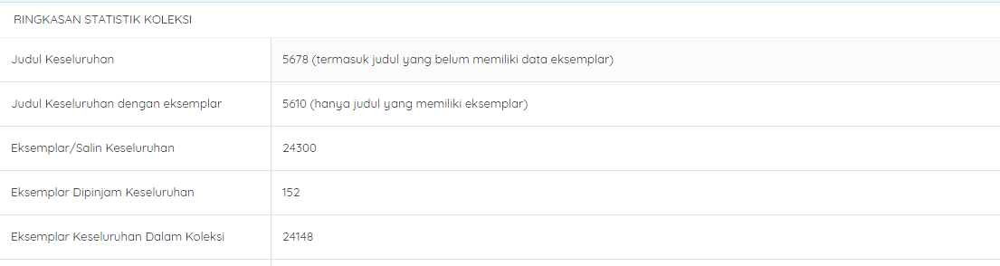 RINGKASAN STATISTIK KOLEKSI
Judul Keseluruhan 5678 (termasuk judul yang belum memiliki data eksemplar)
Judul Keseluruhan dengan eksemplar 5610 (hanya judul yang memiliki eksemplar)
Eksemplar/Salin Keseluruhan 24300
Eksemplar Dipinjam Keseluruhan 152
Eksemplar Keseluruhan Dalam Koleksi 24148